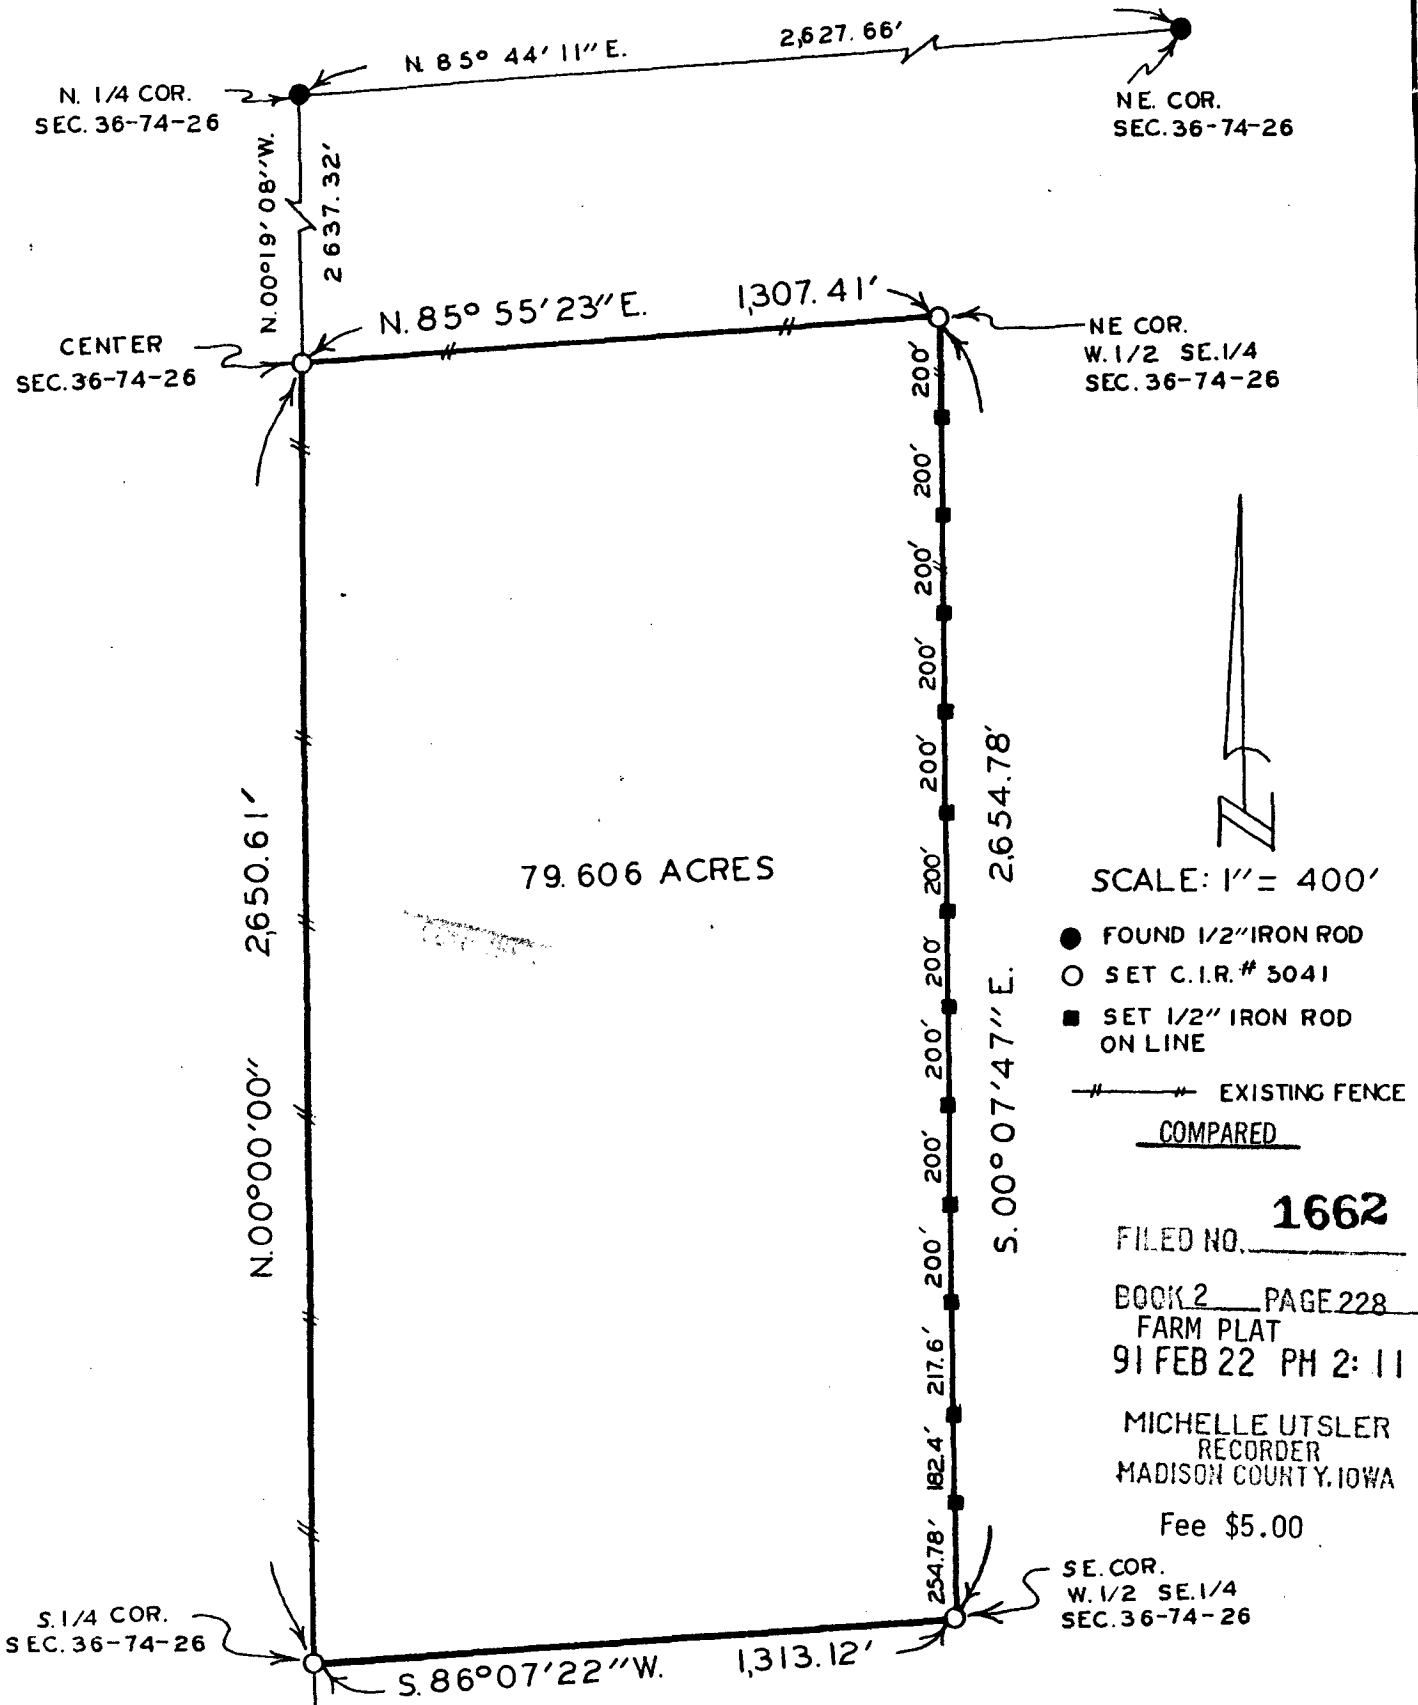 N. 85° 44' 11" E. 2,627.66'
N. 1/4 COR.
SEC. 36-74-26
NE. COR.
SEC. 36-74-26
N.00°19' 08"W.
2637.32'
N. 85° 55' 23" E. 1,307.41'
CENTER
SEC. 36-74-26
NE COR.
W. 1/2 SE. 1/4
SEC. 36-74-26
200'
200'
200'
200'
200'
200'
200'
200'
200'
200'
217.6'
182.4'
254.78'
2,650.61'
N.00°00'00"
79.606 ACRES
2,654.78'
S. 00° 07' 47" E.
N
SCALE: 1" = 400'
FOUND 1/2" IRON ROD
SET C.I.R. # 5041
SET 1/2" IRON ROD
ON LINE
EXISTING FENCE
COMPARED
FILED NO. 1662
BOOK 2 PAGE 228
FARM PLAT
91 FEB 22 PM 2: 11
MICHELLE UTSLER
RECORDER
MADISON COUNTY, IOWA
Fee $5.00
SE. COR.
W. 1/2 SE. 1/4
SEC. 36-74-26
S. 1/4 COR.
SEC. 36-74-26
S. 86° 07' 22" W. 1,313.12'